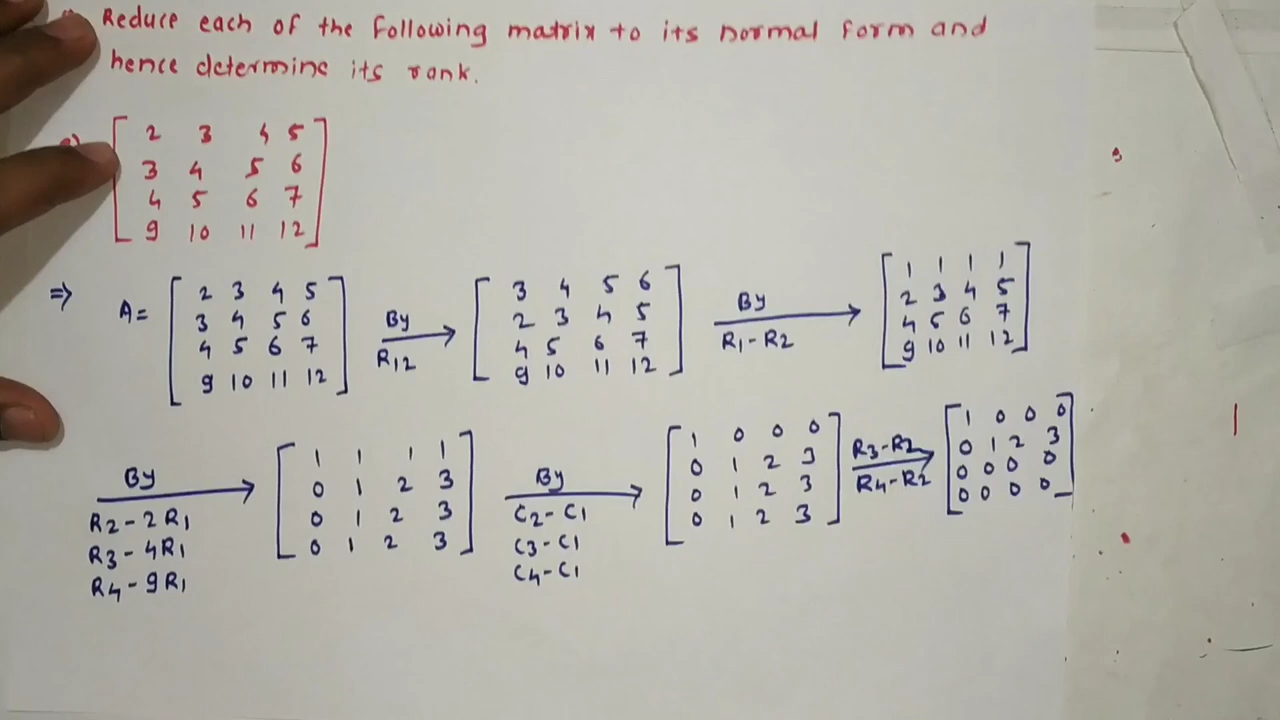 Reduce each of the following matrix to its normal form and
hence determine its rank.
2 3 4 5
3 4 5 6
4 5 6 7
9 10 11 12
⇒ A = [ 2 3 4 5
3 4 5 6
4 5 6 7
9 10 11 12 ]
By
R12
[ 3 4 5 6
2 3 4 5
4 5 6 7
9 10 11 12 ]
By
R1 - R2
[ 1 1 1 1
2 3 4 5
4 5 6 7
9 10 11 12 ]
By
R2 - 2R1
R3 - 4R1
R4 - 9R1
[ 1 1 1 1
0 1 2 3
0 1 2 3
0 1 2 3 ]
By
C2 - C1
C3 - C1
C4 - C1
[ 1 0 0 0
0 1 2 3
0 1 2 3
0 1 2 3 ]
R3 - R2
R4 - R2
[ 1 0 0 0
0 1 2 3
0 0 0 0
0 0 0 0 ]